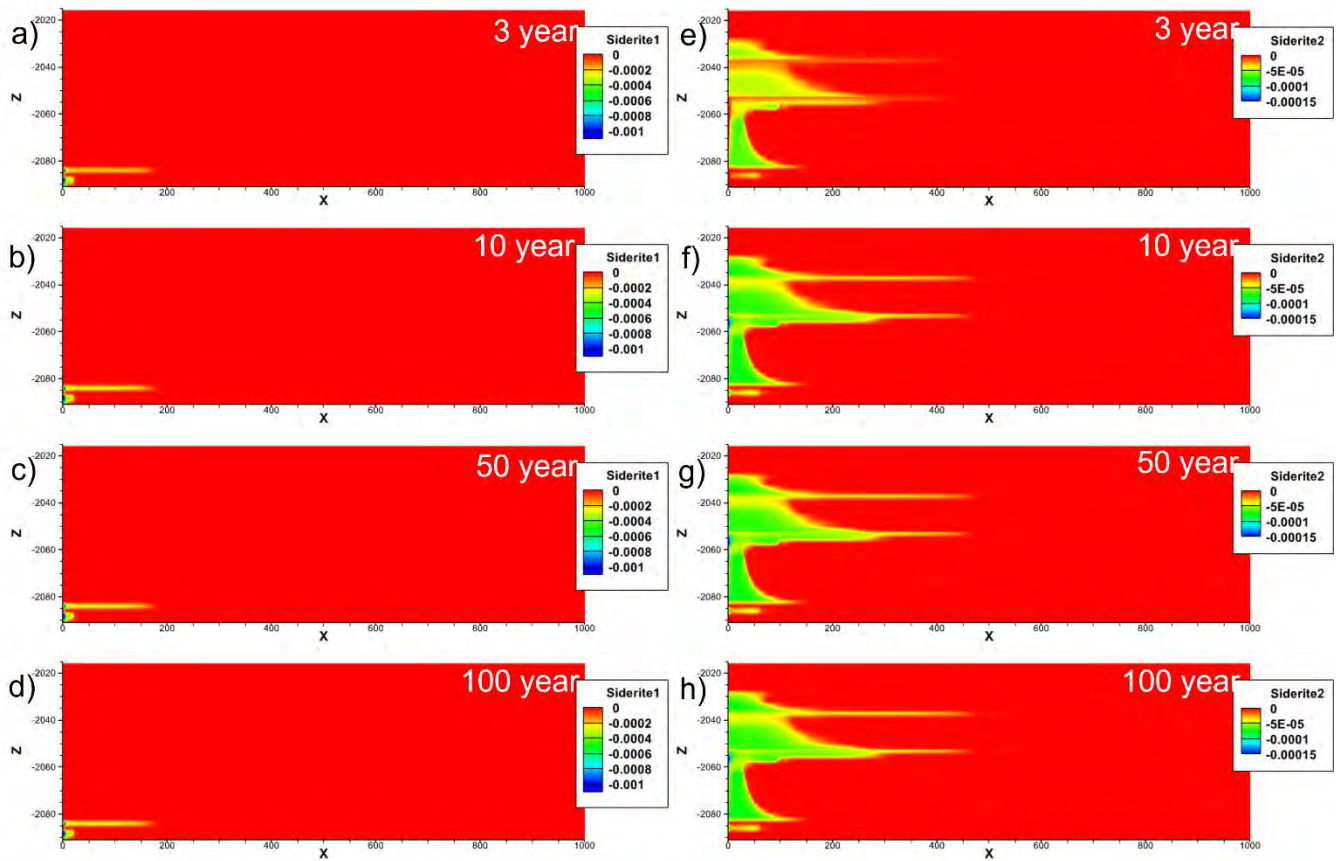 a)
3 year
Siderite1
0
-0.0002
-0.0004
-0.0006
-0.0008
-0.001
-2020
-2040
-2060
-2080
Z
0 200 400 600 800 1000
X
e)
3 year
Siderite2
0
-5E-05
-0.0001
-0.00015
-2020
-2040
-2060
-2080
Z
0 200 400 600 800 1000
X
b)
10 year
Siderite1
0
-0.0002
-0.0004
-0.0006
-0.0008
-0.001
-2020
-2040
-2060
-2080
Z
0 200 400 600 800 1000
X
f)
10 year
Siderite2
0
-5E-05
-0.0001
-0.00015
-2020
-2040
-2060
-2080
Z
0 200 400 600 800 1000
X
c)
50 year
Siderite1
0
-0.0002
-0.0004
-0.0006
-0.0008
-0.001
-2020
-2040
-2060
-2080
Z
0 200 400 600 800 1000
X
g)
50 year
Siderite2
0
-5E-05
-0.0001
-0.00015
-2020
-2040
-2060
-2080
Z
0 200 400 600 800 1000
X
d)
100 year
Siderite1
0
-0.0002
-0.0004
-0.0006
-0.0008
-0.001
-2020
-2040
-2060
-2080
Z
0 200 400 600 800 1000
X
h)
100 year
Siderite2
0
-5E-05
-0.0001
-0.00015
-2020
-2040
-2060
-2080
Z
0 200 400 600 800 1000
X